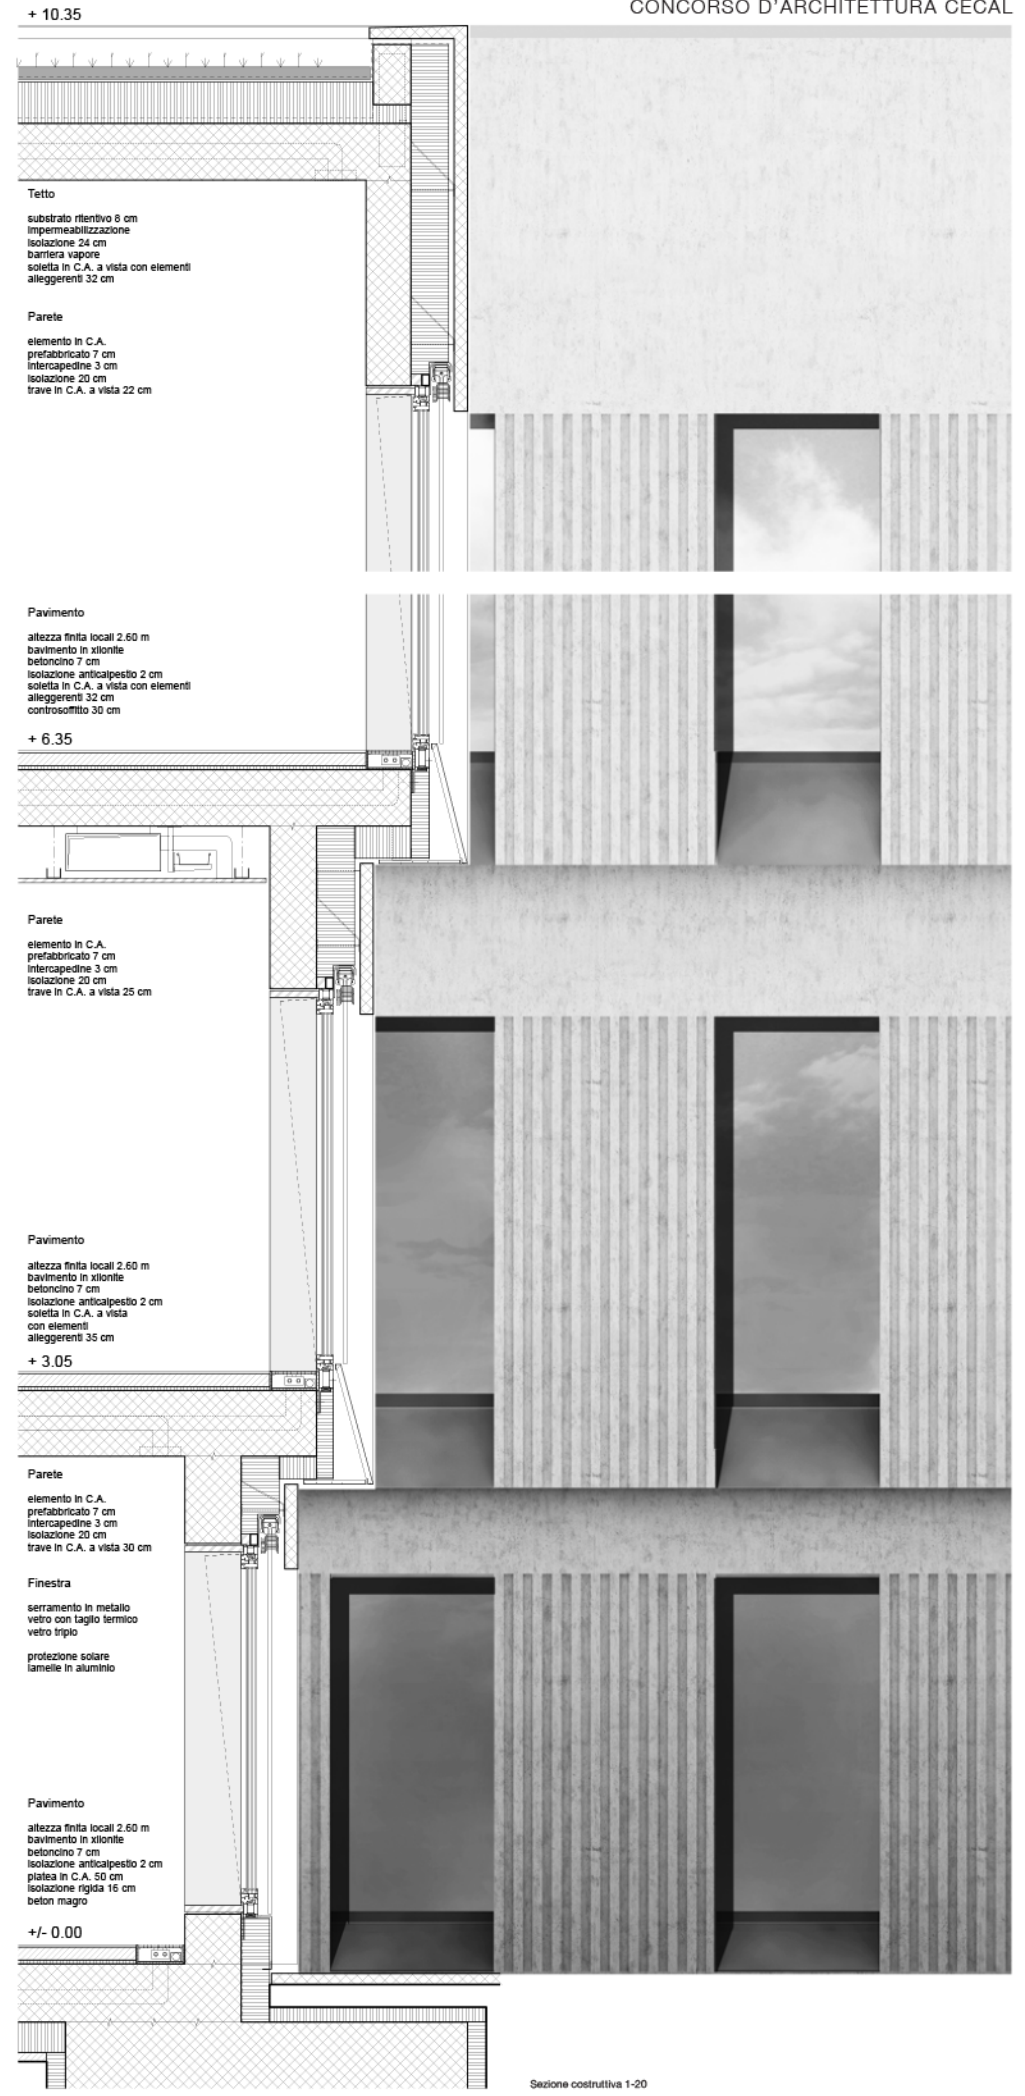 CONCORSO D'ARCHITETTURA CECAL
+ 10.35
Tetto
substrato ritentivo 8 cm
impermeabilizzazione
isolazione 24 cm
barriera vapore
soletta in C.A. a vista con elementi
alleggerenti 32 cm
Parete
elemento in C.A.
prefabbricato 7 cm
intercapedine 3 cm
isolazione 20 cm
trave in C.A. a vista 22 cm
Pavimento
altezza finita locali 2.60 m
bavimento in xilonite
betoncino 7 cm
isolazione anticalpestio 2 cm
soletta in C.A. a vista con elementi
alleggerenti 32 cm
controsoffitto 30 cm
+ 6.35
Parete
elemento in C.A.
prefabbricato 7 cm
intercapedine 3 cm
isolazione 20 cm
trave in C.A. a vista 25 cm
Pavimento
altezza finita locali 2.60 m
bavimento in xilonite
betoncino 7 cm
isolazione anticalpestio 2 cm
soletta in C.A. a vista
con elementi
alleggerenti 35 cm
+ 3.05
Parete
elemento in C.A.
prefabbricato 7 cm
intercapedine 3 cm
isolazione 20 cm
trave in C.A. a vista 30 cm
Finestra
serramento in metallo
vetro con taglio termico
vetro triplo
protezione solare
lamelle in aluminio
Pavimento
altezza finita locali 2.60 m
bavimento in xilonite
betoncino 7 cm
isolazione anticalpestio 2 cm
platea in C.A. 50 cm
isolazione rigida 16 cm
beton magro
+/- 0.00
Sezione costruttiva 1-20